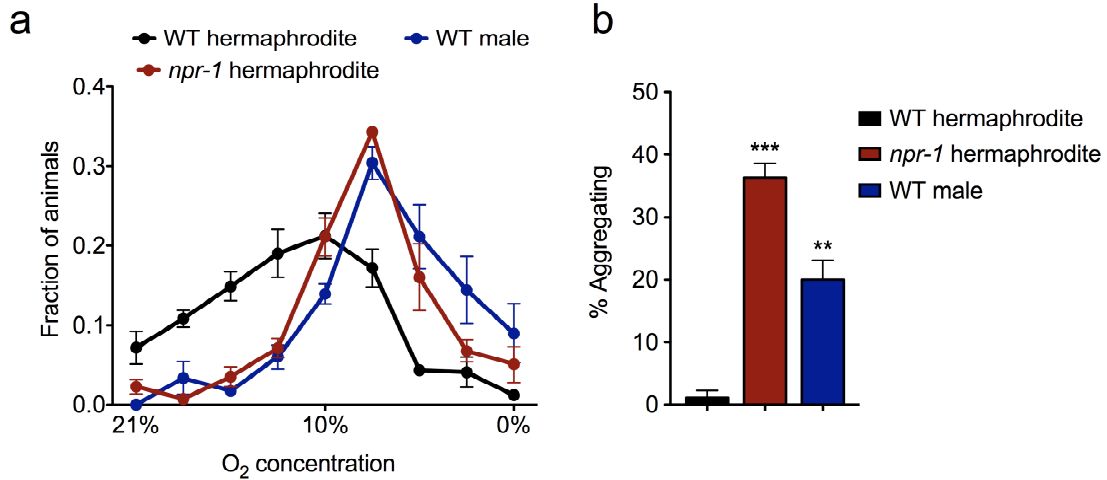 a
WT hermaphrodite
WT male
npr-1 hermaphrodite
0.4
0.3
0.2
0.1
0.0
Fraction of animals
21%
10%
0%
O2 concentration
b
50
40
30
20
10
0
% Aggregating
***
**
WT hermaphrodite
npr-1 hermaphrodite
WT male